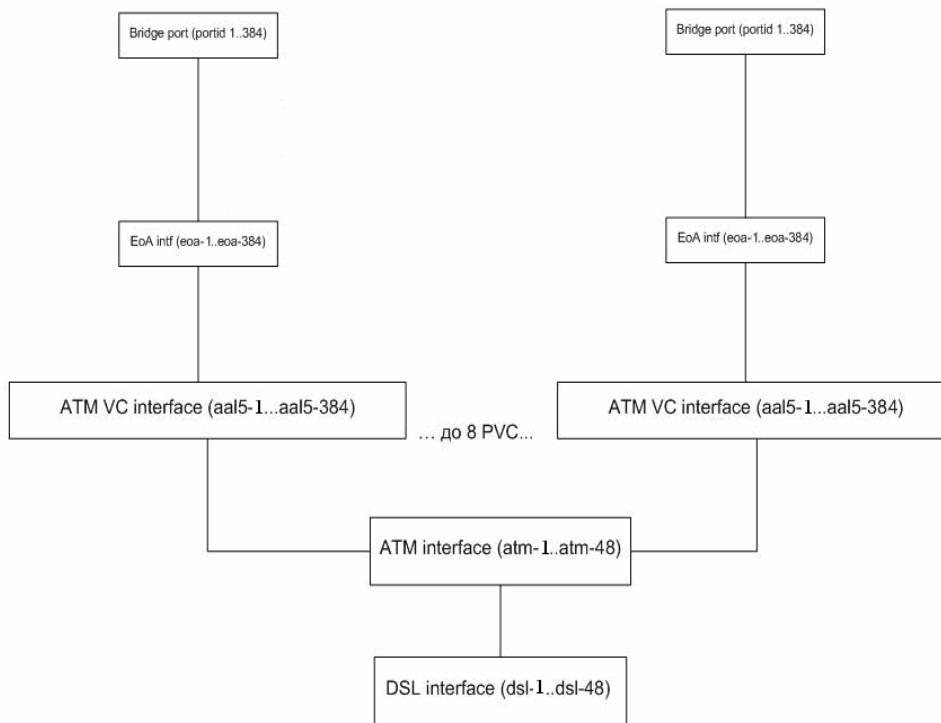 Bridge port (portid 1..384)
Bridge port (portid 1..384)
EoA intf (eoa-1..eoa-384)
EoA intf (eoa-1..eoa-384)
ATM VC interface (aal5-1...aal5-384)
ATM VC interface (aal5-1...aal5-384)
... до 8 PVC...
ATM interface (atm-1..atm-48)
DSL interface (dsl-1..dsl-48)